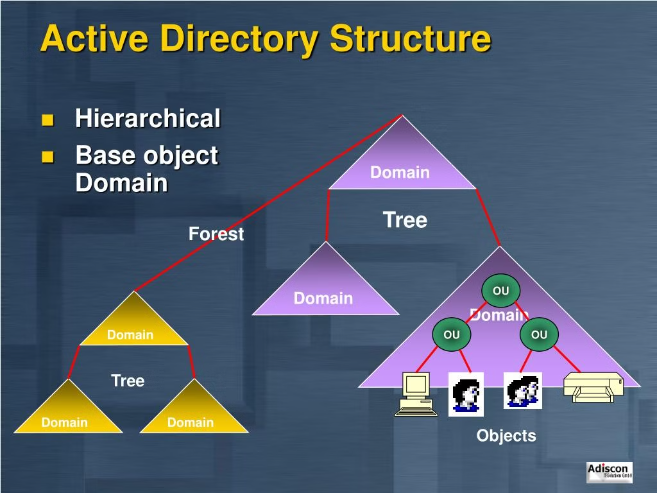 Active Directory Structure
Hierarchical
Base object
Domain
Domain
Tree
Forest
Domain
OU
Domain
OU
OU
Domain
Tree
Domain
Domain
Objects
Adiscon